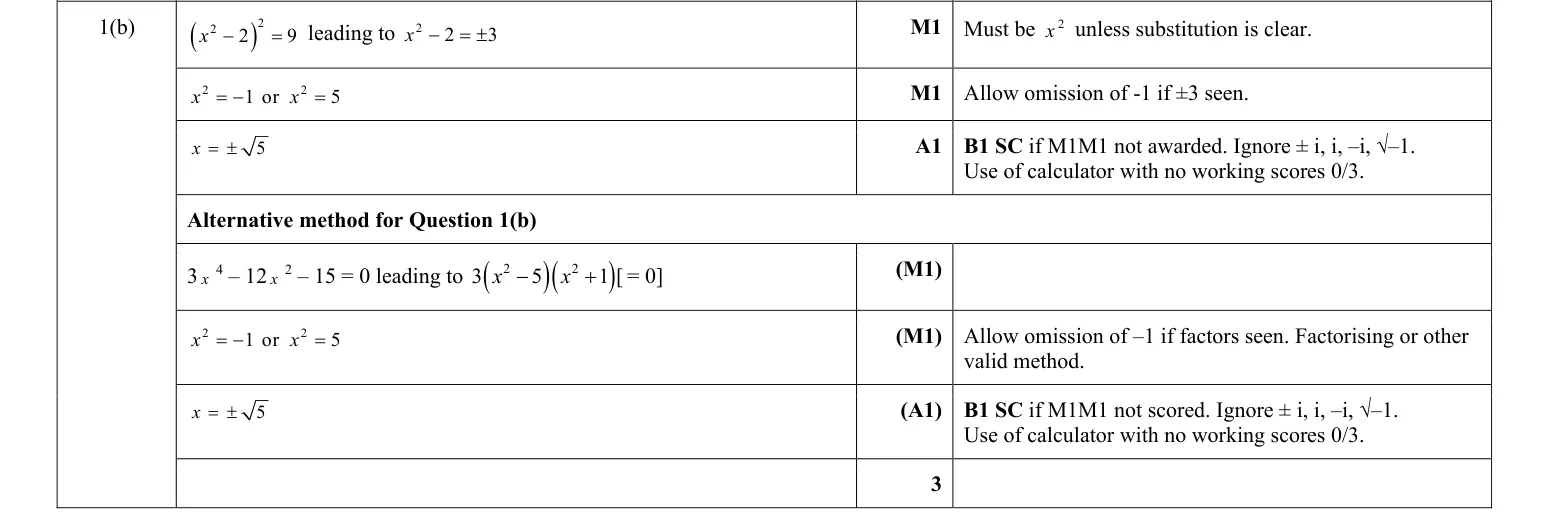 1(b)
(x² – 2)² = 9 leading to x² – 2 = ±3
M1
Must be x² unless substitution is clear.
x² = –1 or x² = 5
M1
Allow omission of -1 if ±3 seen.
x = ±√5
A1
B1 SC if M1M1 not awarded. Ignore ± i, i, –i, √–1.
Use of calculator with no working scores 0/3.
Alternative method for Question 1(b)
3x⁴ – 12x² – 15 = 0 leading to 3(x² – 5)(x² + 1)[= 0]
(M1)
x² = –1 or x² = 5
(M1)
Allow omission of –1 if factors seen. Factorising or other
valid method.
x = ±√5
(A1)
B1 SC if M1M1 not scored. Ignore ± i, i, –i, √–1.
Use of calculator with no working scores 0/3.
3